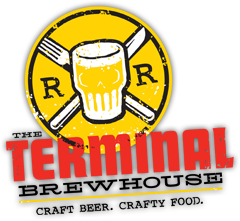 R R
THE
TERMINAL
BREWHOUSE
CRAFT BEER. CRAFTY FOOD.